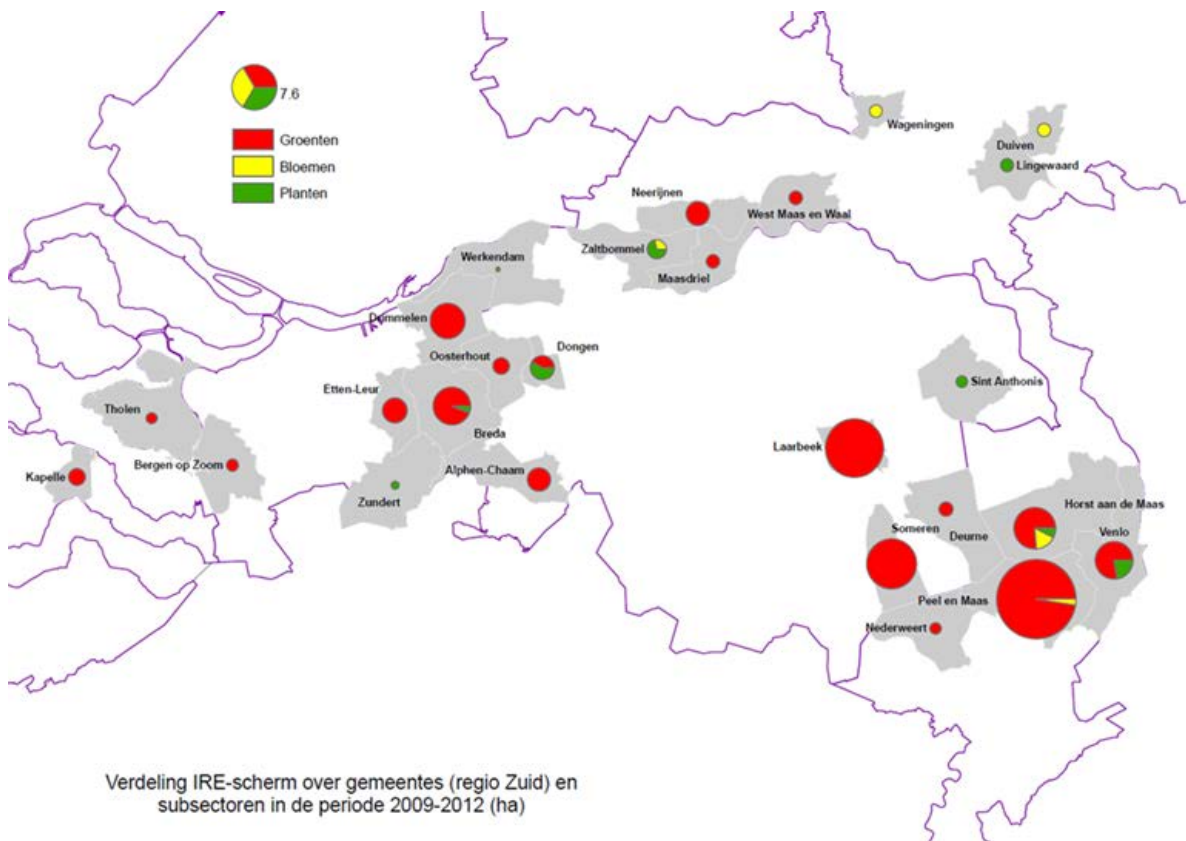 7.6
Groenten
Bloemen
Planten
Wageningen
Duiven
Lingewaard
Neerijnen
West Maas en Waal
Zaltbommel
Maasdriel
Werkendam
Drimmelen
Oosterhout
Dongen
Etten-Leur
Breda
Tholen
Bergen op Zoom
Kapelle
Alphen-Chaam
Zundert
Sint Anthonis
Laarbeek
Horst aan de Maas
Someren
Deurne
Venlo
Peel en Maas
Nederweert
Verdeling IRE-scherm over gemeentes (regio Zuid) en
subsectoren in de periode 2009-2012 (ha)